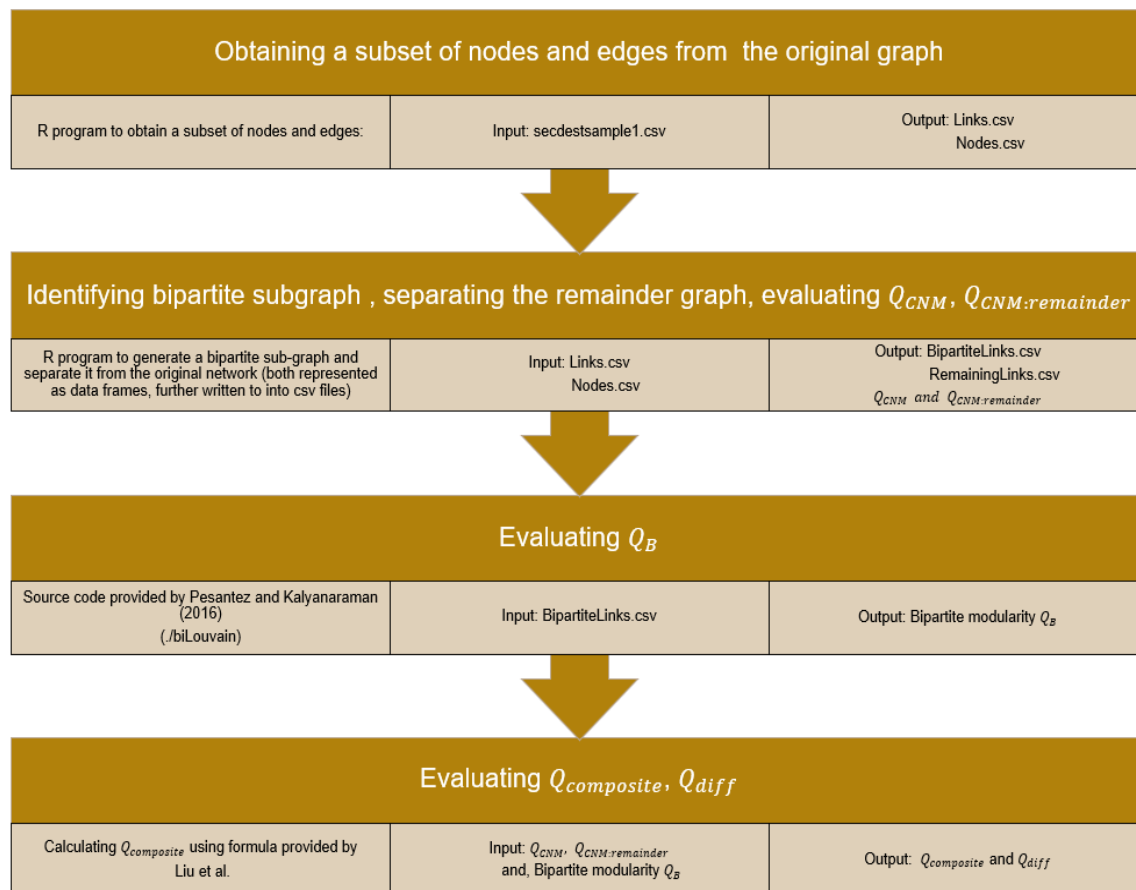 Obtaining a subset of nodes and edges from the original graph
R program to obtain a subset of nodes and edges:
Input: secdestsample1.csv
Output: Links.csv
Nodes.csv
Identifying bipartite subgraph , separating the remainder graph, evaluating Q_CNM, Q_CNM:remainder
R program to generate a bipartite sub-graph and
separate it from the original network (both represented
as data frames, further written to into csv files)
Input: Links.csv
Nodes.csv
Output: BipartiteLinks.csv
RemainingLinks.csv
Q_CNM and Q_CNM:remainder
Evaluating Q_B
Source code provided by Pesantez and Kalyanaraman
(2016)
(./biLouvain)
Input: BipartiteLinks.csv
Output: Bipartite modularity Q_B
Evaluating Q_composite, Q_diff
Calculating Q_composite using formula provided by
Liu et al.
Input: Q_CNM, Q_CNM:remainder
and, Bipartite modularity Q_B
Output: Q_composite and Q_diff